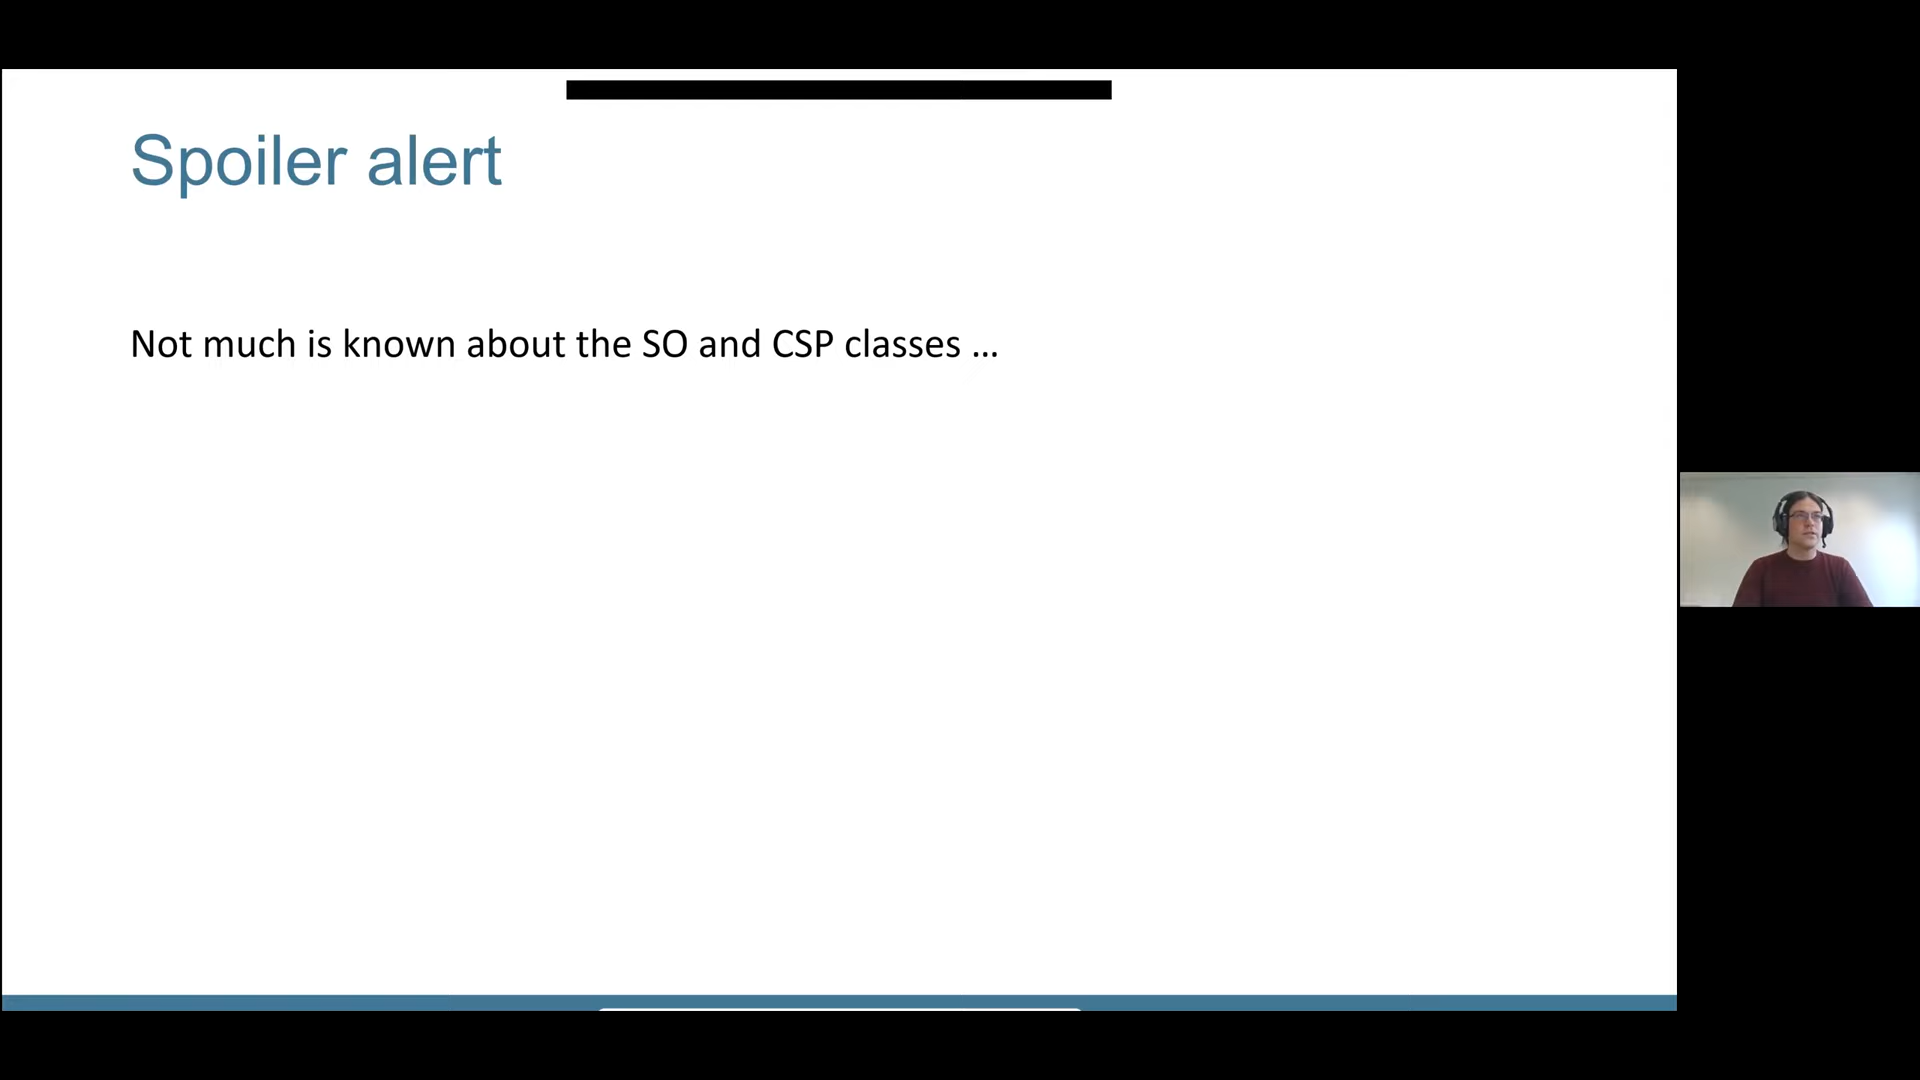 Spoiler alert
Not much is known about the SO and CSP classes ...